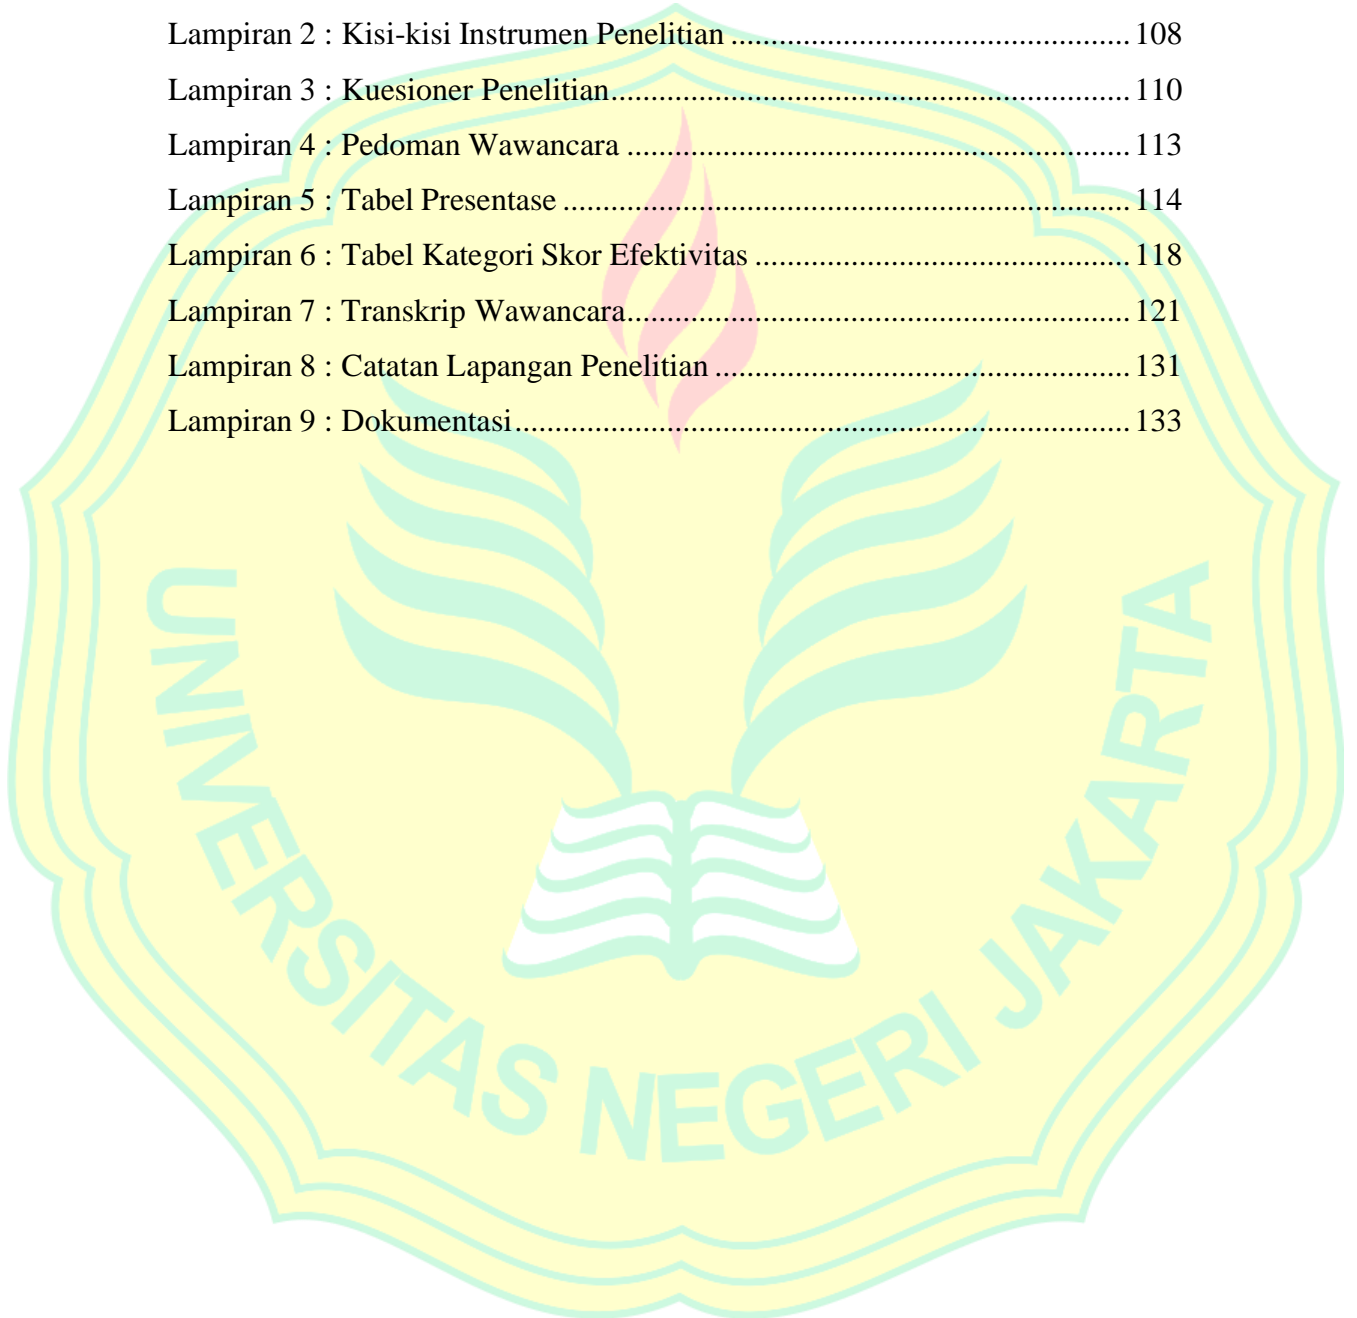 Lampiran 2 : Kisi-kisi Instrumen Penelitian .................................................. 108
Lampiran 3 : Kuesioner Penelitian................................................................. 110
Lampiran 4 : Pedoman Wawancara ............................................................... 113
Lampiran 5 : Tabel Presentase ....................................................................... 114
Lampiran 6 : Tabel Kategori Skor Efektivitas ............................................... 118
Lampiran 7 : Transkrip Wawancara............................................................... 121
Lampiran 8 : Catatan Lapangan Penelitian .................................................... 131
Lampiran 9 : Dokumentasi............................................................................. 133
UNIVERSITAS NEGERI JAKARTA